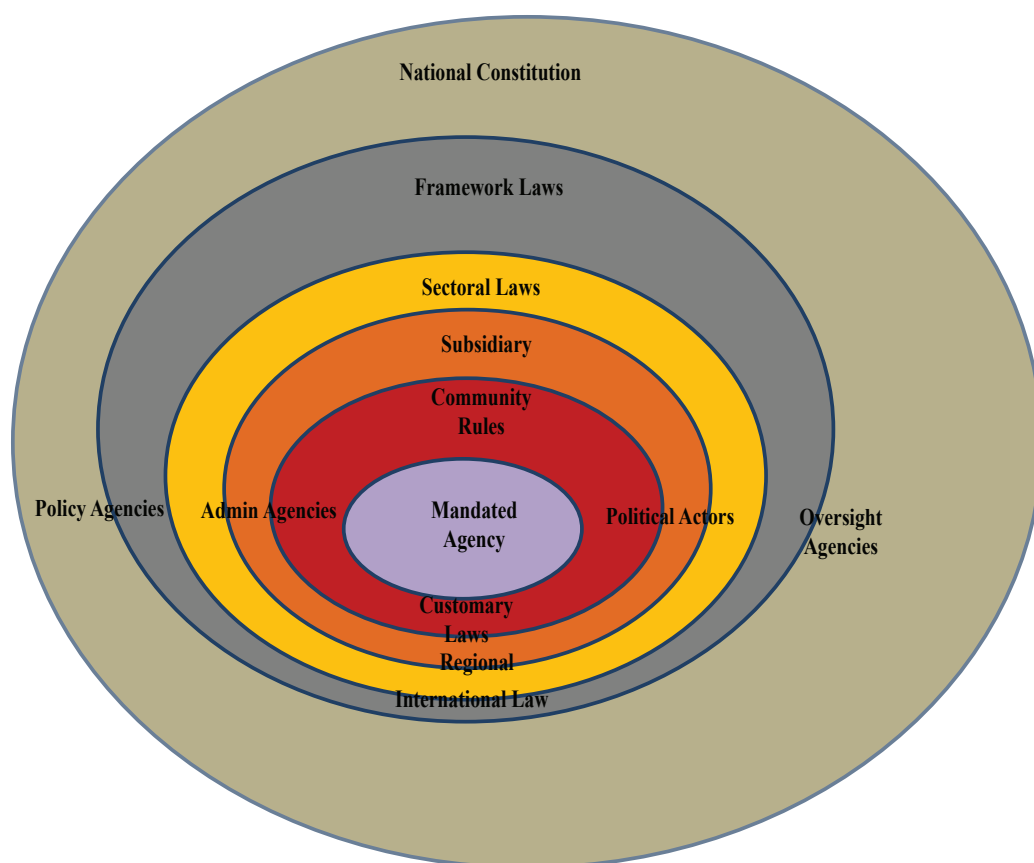 National Constitution
Framework Laws
Sectoral Laws
Subsidiary
Community
Rules
Policy Agencies
Admin Agencies
Mandated
Agency
Political Actors
Oversight
Agencies
Customary
Laws
Regional
International Law